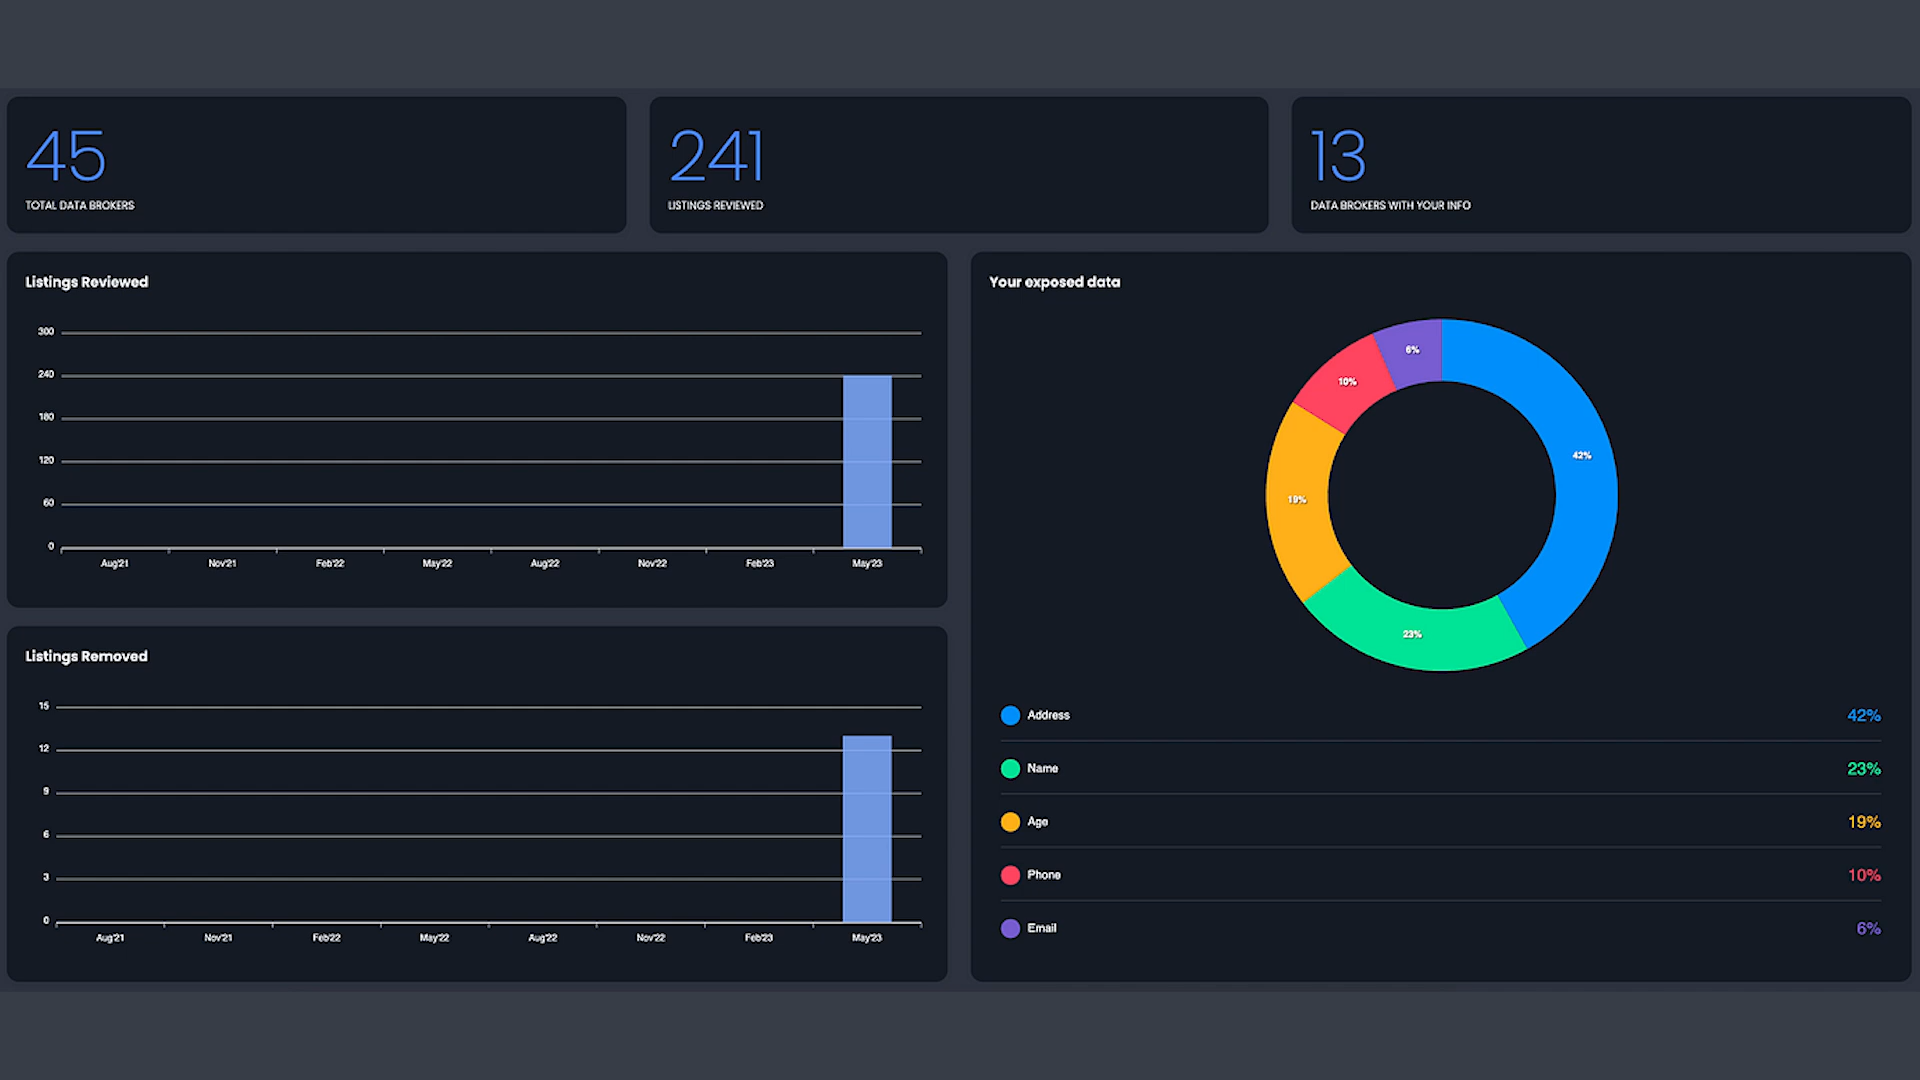 45
TOTAL DATA BROKERS
241
LISTINGS REVIEWED
13
DATA BROKERS WITH YOUR INFO
Listings Reviewed
300
240
180
120
60
0
Aug'21 Nov'21 Feb'22 May'22 Aug'22 Nov'22 Feb'23 May'23
Listings Removed
15
12
9
6
3
0
Aug'21 Nov'21 Feb'22 May'22 Aug'22 Nov'22 Feb'23 May'23
Your exposed data
6%
10%
42%
19%
23%
Address 42%
Name 23%
Age 19%
Phone 10%
Email 6%